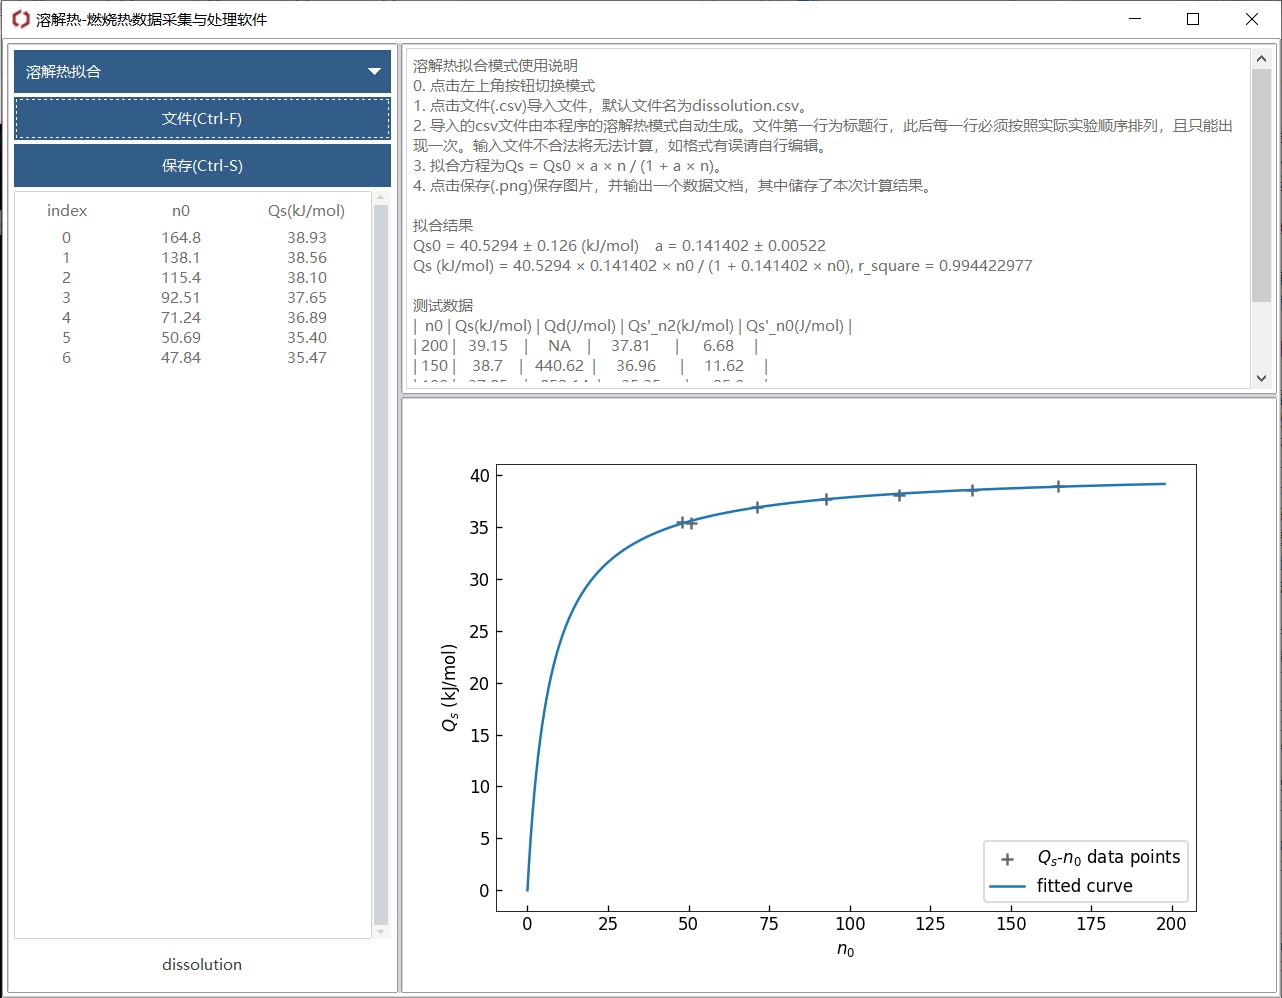 溶解热-燃烧热数据采集与处理软件
溶解热拟合
文件(Ctrl-F)
保存(Ctrl-S)
index n0 Qs(kJ/mol)
0 164.8 38.93
1 138.1 38.56
2 115.4 38.10
3 92.51 37.65
4 71.24 36.89
5 50.69 35.40
6 47.84 35.47
dissolution
溶解热拟合模式使用说明
0. 点击左上角按钮切换模式
1. 点击文件(.csv)导入文件，默认文件名为dissolution.csv。
2. 导入的csv文件由本程序的溶解热模式自动生成。文件第一行为标题行，此后每一行必须按照实际实验顺序排列，且只能出
现一次。输入文件不合法将无法计算，如格式有误请自行编辑。
3. 拟合方程为Qs = Qs0 × a × n / (1 + a × n)。
4. 点击保存(.png)保存图片，并输出一个数据文档，其中储存了本次计算结果。
拟合结果
Qs0 = 40.5294 ± 0.126 (kJ/mol) a = 0.141402 ± 0.00522
Qs (kJ/mol) = 40.5294 × 0.141402 × n0 / (1 + 0.141402 × n0), r_square = 0.994422977
测试数据
| n0 | Qs(kJ/mol) | Qd(J/mol) | Qs'_n2(kJ/mol) | Qs'_n0(J/mol) |
| 200 | 39.15 | NA | 37.81 | 6.68 |
| 150 | 38.7 | 440.62 | 36.96 | 11.62 |
40
35
30
25
20
15
10
5
0
Qs (kJ/mol)
0 25 50 75 100 125 150 175 200
n0
Qs-n0 data points
fitted curve